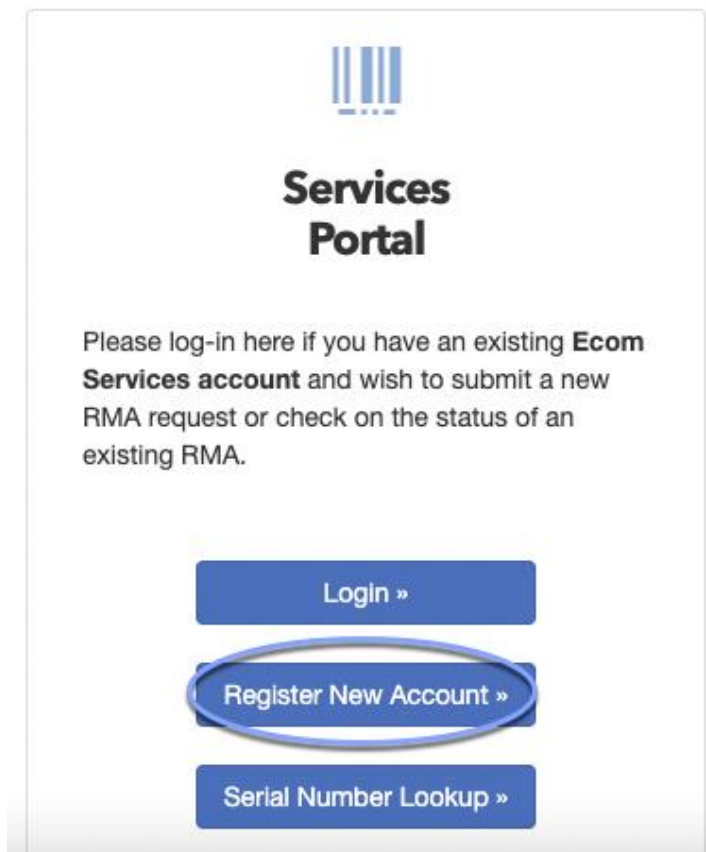 Services
Portal
Please log-in here if you have an existing Ecom
Services account and wish to submit a new
RMA request or check on the status of an
existing RMA.
Login »
Register New Account »
Serial Number Lookup »